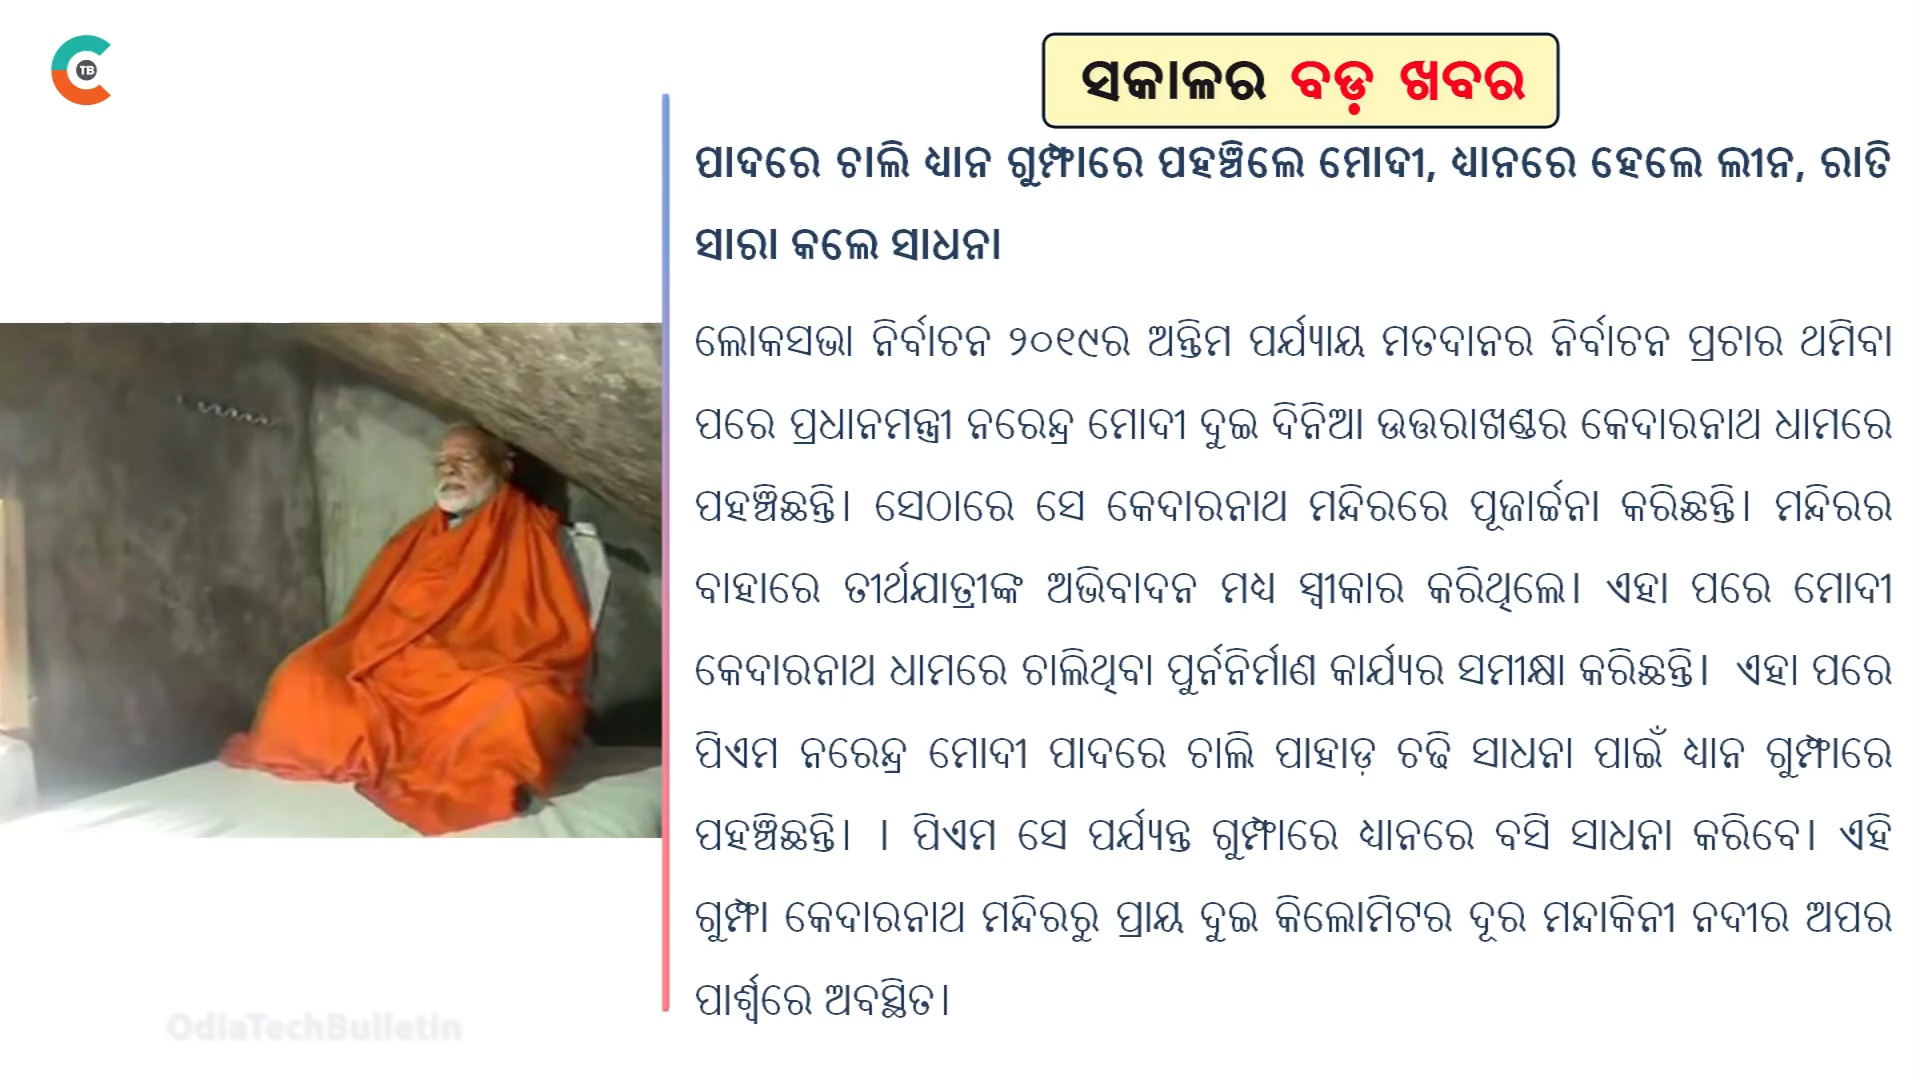 TB
ସକାଳର ବଡ଼ ଖବର
ପାଦରେ ଚାଲି ଧ୍ୟାନ ଗୁମ୍ଫାରେ ପହଞ୍ଚିଲେ ମୋଦୀ, ଧ୍ୟାନରେ ହେଲେ ଲୀନ, ରାତି
ସାରା କଲେ ସାଧନା
ଲୋକସଭା ନିର୍ବାଚନ ୨୦୧୯ର ଅନ୍ତିମ ପର୍ଯ୍ୟାୟ ମତଦାନର ନିର୍ବାଚନ ପ୍ରଚାର ଥମିବା
ପରେ ପ୍ରଧାନମନ୍ତ୍ରୀ ନରେନ୍ଦ୍ର ମୋଦୀ ଦୁଇ ଦିନିଆ ଉତ୍ତରାଖଣ୍ଡର କେଦାରନାଥ ଧାମରେ
ପହଞ୍ଚିଛନ୍ତି। ସେଠାରେ ସେ କେଦାରନାଥ ମନ୍ଦିରରେ ପୂଜାର୍ଚ୍ଚନା କରିଛନ୍ତି। ମନ୍ଦିରର
ବାହାରେ ତୀର୍ଥଯାତ୍ରୀଙ୍କ ଅଭିବାଦନ ମଧ୍ୟ ସ୍ୱୀକାର କରିଥିଲେ। ଏହା ପରେ ମୋଦୀ
କେଦାରନାଥ ଧାମରେ ଚାଲିଥିବା ପୁର୍ନନିର୍ମାଣ କାର୍ଯ୍ୟର ସମୀକ୍ଷା କରିଛନ୍ତି। ଏହା ପରେ
ପିଏମ ନରେନ୍ଦ୍ର ମୋଦୀ ପାଦରେ ଚାଲି ପାହାଡ଼ ଚଢି ସାଧନା ପାଇଁ ଧ୍ୟାନ ଗୁମ୍ଫାରେ
ପହଞ୍ଚିଛନ୍ତି। । ପିଏମ ସେ ପର୍ଯ୍ୟନ୍ତ ଗୁମ୍ଫାରେ ଧ୍ୟାନରେ ବସି ସାଧନା କରିବେ। ଏହି
ଗୁମ୍ଫା କେଦାରନାଥ ମନ୍ଦିରରୁ ପ୍ରାୟ ଦୁଇ କିଲୋମିଟର ଦୂର ମନ୍ଦାକିନୀ ନଦୀର ଅପର
ପାର୍ଶ୍ୱରେ ଅବସ୍ଥିତ।
OdiaTechBulletin